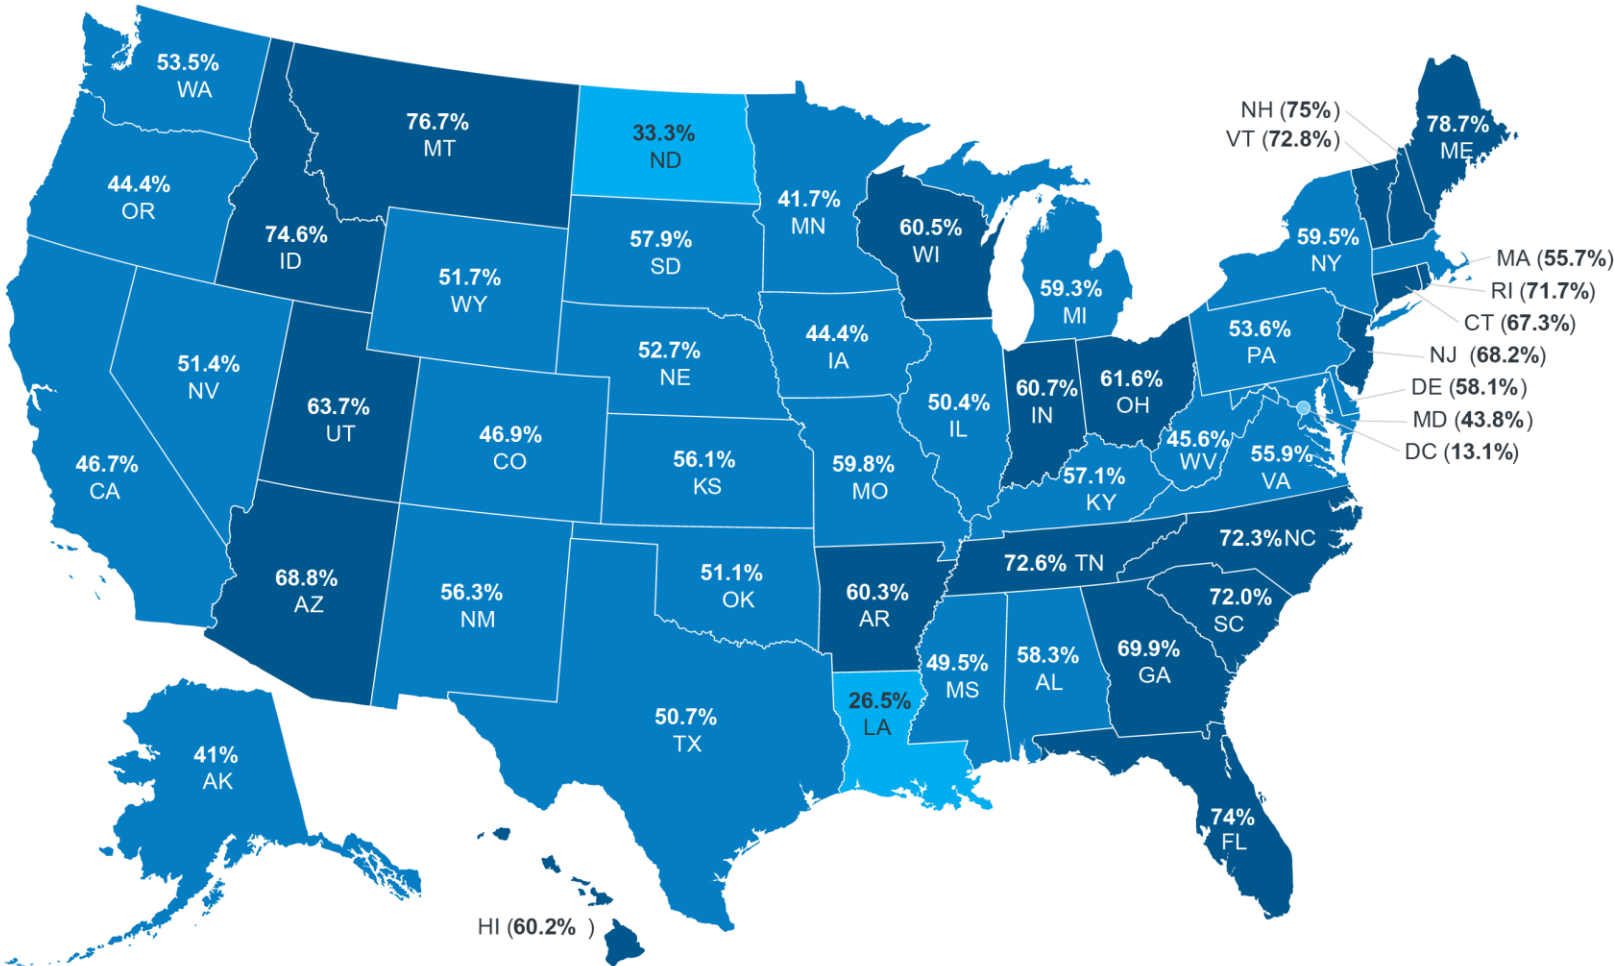 53.5%
WA
44.4%
OR
76.7%
MT
74.6%
ID
33.3%
ND
57.9%
SD
51.7%
WY
41.7%
MN
60.5%
WI
59.3%
MI
NH (75%)
VT (72.8%)
78.7%
ME
59.5%
NY
MA (55.7%)
RI (71.7%)
CT (67.3%)
NJ (68.2%)
DE (58.1%)
MD (43.8%)
DC (13.1%)
53.6%
PA
51.4%
NV
46.7%
CA
63.7%
UT
46.9%
CO
52.7%
NE
44.4%
IA
50.4%
IL
60.7%
IN
61.6%
OH
45.6%
WV
55.9%
VA
57.1%
KY
59.8%
MO
56.1%
KS
68.8%
AZ
56.3%
NM
51.1%
OK
60.3%
AR
72.6% TN
72.3% NC
72.0%
SC
69.9%
GA
58.3%
AL
49.5%
MS
26.5%
LA
50.7%
TX
41%
AK
74%
FL
HI (60.2% )